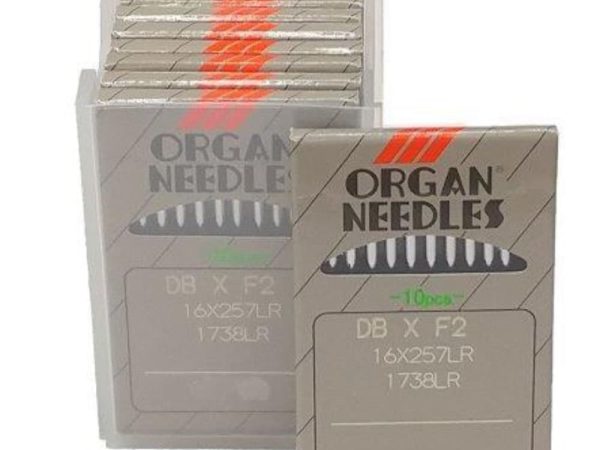 ORGAN
NEEDLES
DB X F2
16X257LR
1738LR
ORGAN®
NEEDLES
-10pcs.-
DB X F2
16X257LR
1738LR